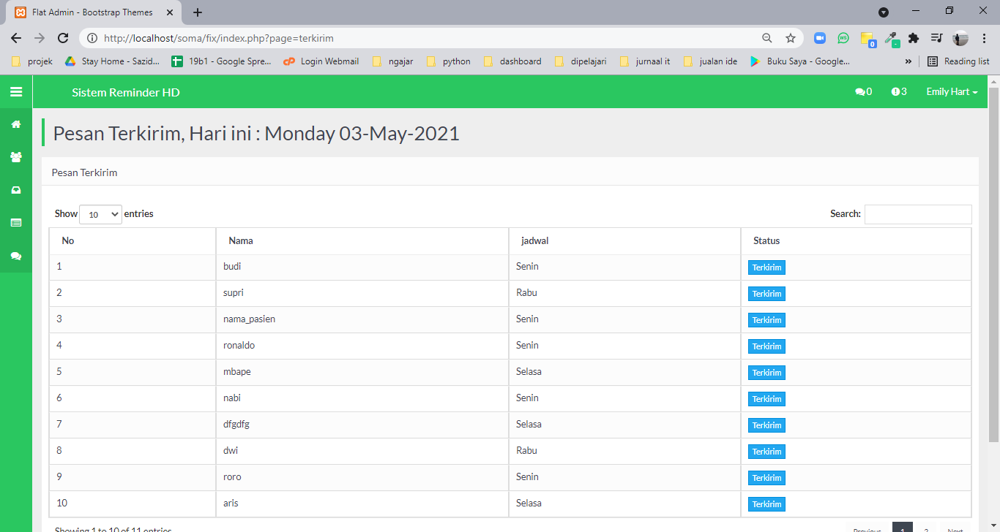 Flat Admin - Bootstrap Themes
http://localhost/soma/fix/index.php?page=terkirim
0
projek Stay Home - Sazid... 19b1 - Google Spre... Login Webmail ngajar python dashboard dipelajari jurnaal it jualan ide Buku Saya - Google... » Reading list
Sistem Reminder HD 0 3 Emily Hart
Pesan Terkirim, Hari ini : Monday 03-May-2021
Pesan Terkirim
Show 10 entries Search:
No Nama jadwal Status
1 budi Senin Terkirim
2 supri Rabu Terkirim
3 nama_pasien Senin Terkirim
4 ronaldo Senin Terkirim
5 mbape Selasa Terkirim
6 nabi Senin Terkirim
7 dfgdfg Selasa Terkirim
8 dwi Rabu Terkirim
9 roro Senin Terkirim
10 aris Selasa Terkirim
Showing 1 to 10 of 11 entries Previous 1 2 Next